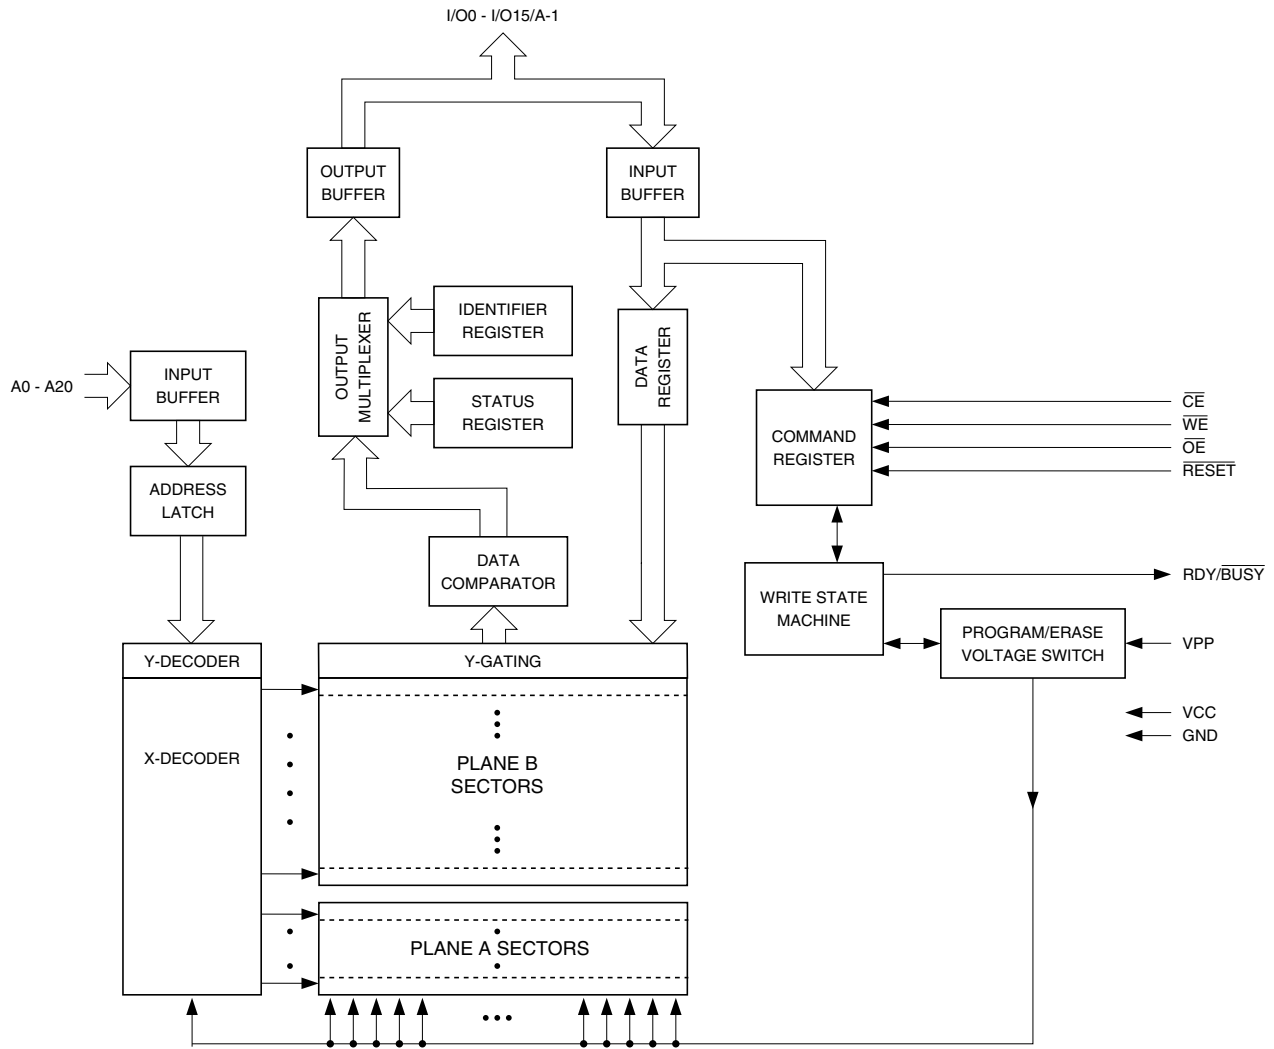 I/O0 - I/O15/A-1
OUTPUT
BUFFER
INPUT
BUFFER
IDENTIFIER
REGISTER
OUTPUT
MULTIPLEXER
DATA
REGISTER
A0 - A20
INPUT
BUFFER
STATUS
REGISTER
COMMAND
REGISTER
CE
WE
OE
RESET
ADDRESS
LATCH
DATA
COMPARATOR
WRITE STATE
MACHINE
RDY/BUSY
PROGRAM/ERASE
VOLTAGE SWITCH
VPP
Y-DECODER
Y-GATING
VCC
GND
X-DECODER
PLANE B
SECTORS
PLANE A SECTORS